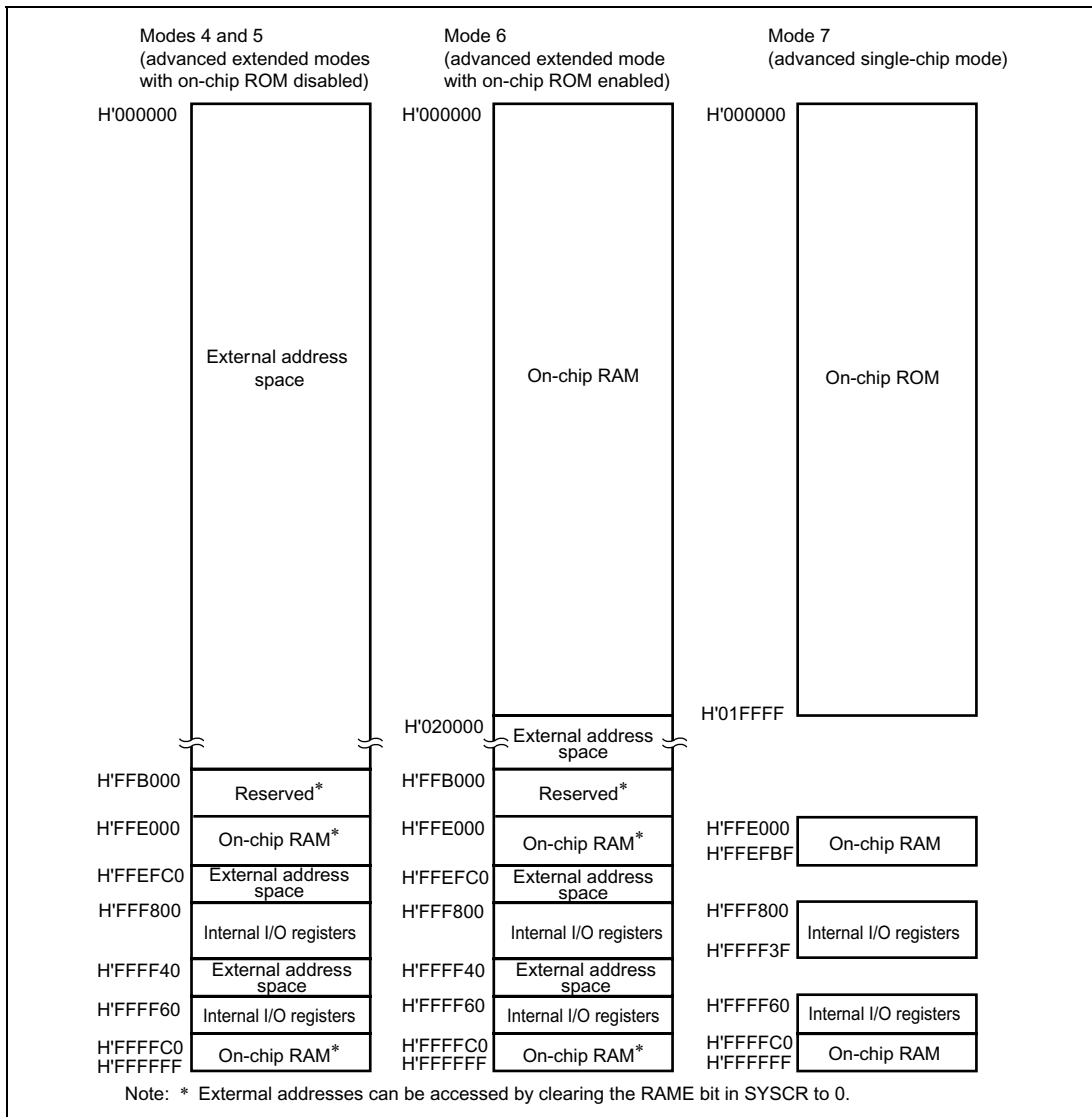 Modes 4 and 5
(advanced extended modes
with on-chip ROM disabled)
H'000000
External address
space
H'FFB000
Reserved*
H'FFE000
On-chip RAM*
H'FFEFC0
External address
space
H'FFF800
Internal I/O registers
H'FFFF40
External address
space
H'FFFF60
Internal I/O registers
H'FFFFC0
On-chip RAM*
H'FFFFFF
Mode 6
(advanced extended mode
with on-chip ROM enabled)
H'000000
On-chip RAM
H'020000
External address
space
H'FFB000
Reserved*
H'FFE000
On-chip RAM*
H'FFEFC0
External address
space
H'FFF800
Internal I/O registers
H'FFFF40
External address
space
H'FFFF60
Internal I/O registers
H'FFFFC0
On-chip RAM*
H'FFFFFF
Mode 7
(advanced single-chip mode)
H'000000
On-chip ROM
H'01FFFF
H'FFE000
On-chip RAM
H'FFEFBF
H'FFF800
Internal I/O registers
H'FFFF3F
H'FFFF60
Internal I/O registers
H'FFFFC0
On-chip RAM
H'FFFFFF
Note: * Extermal addresses can be accessed by clearing the RAME bit in SYSCR to 0.